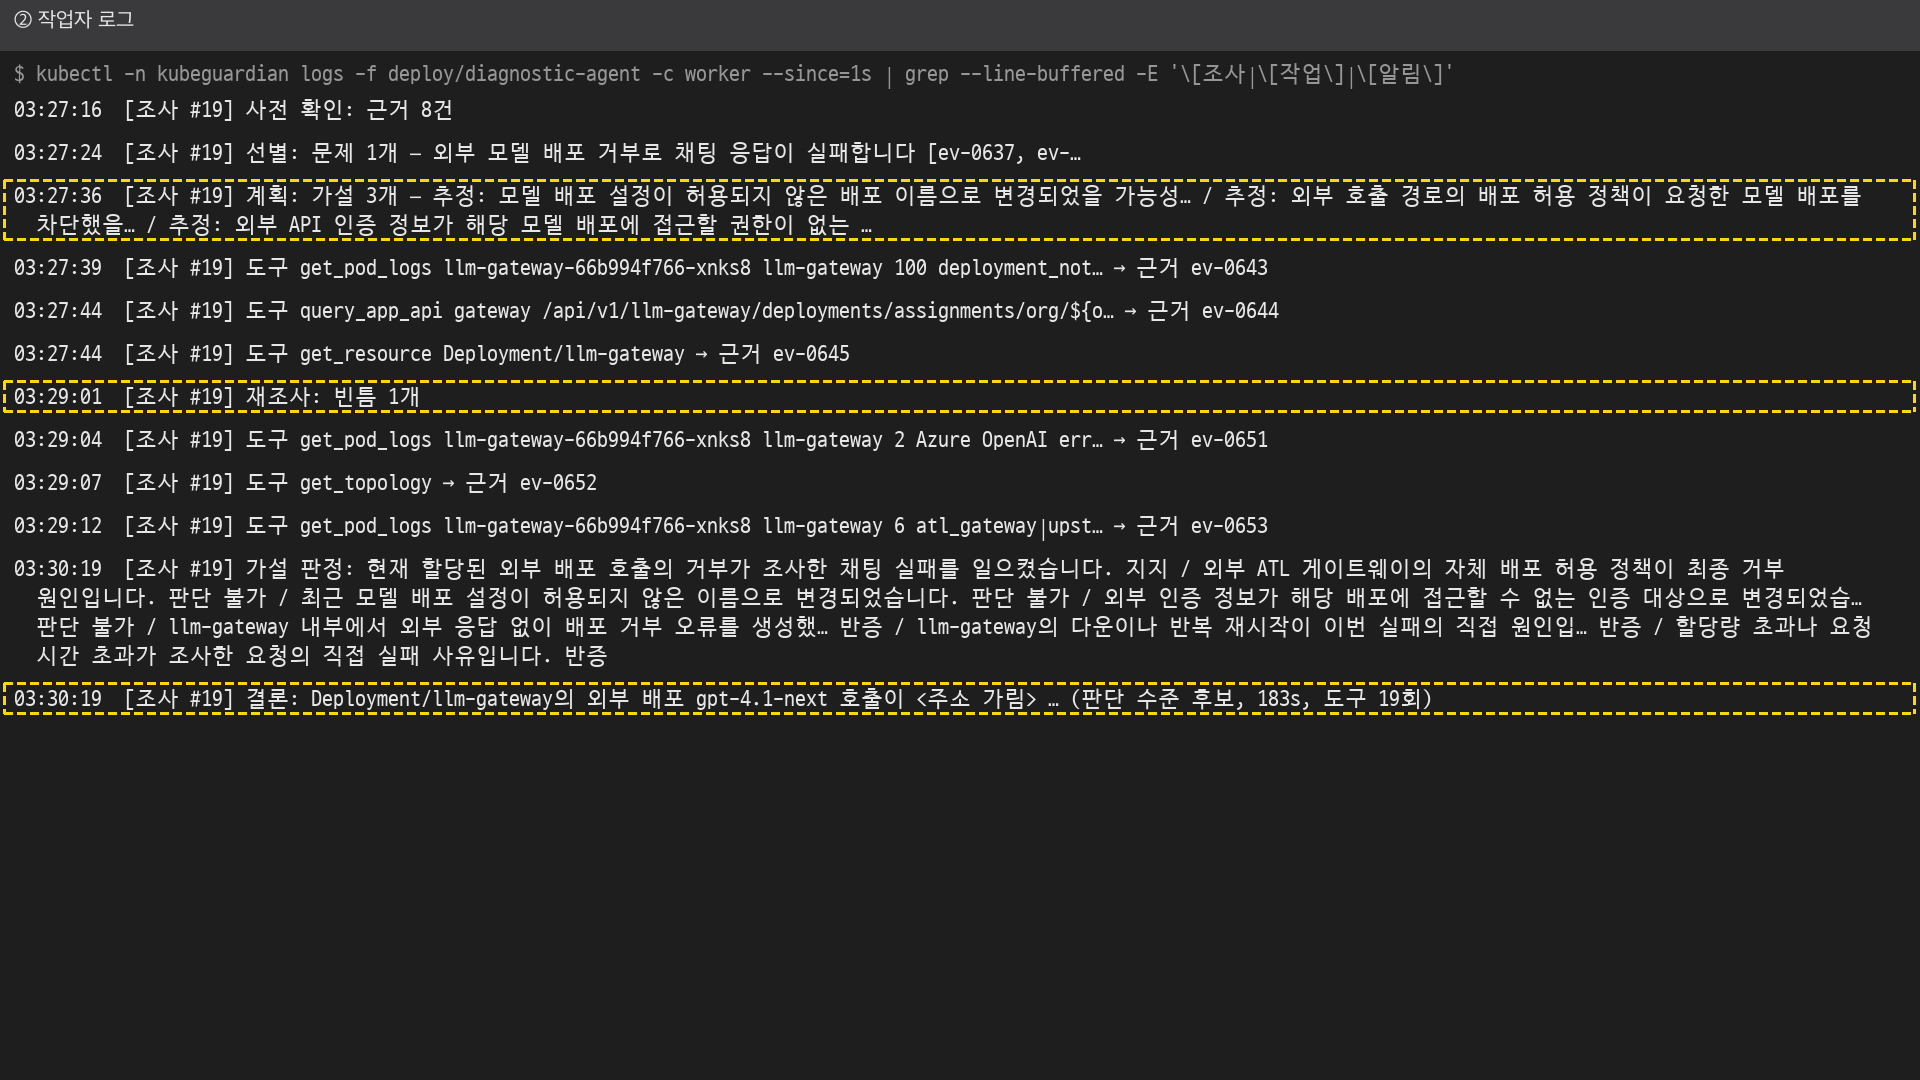 ② 작업자 로그
$ kubectl -n kubeguardian logs -f deploy/diagnostic-agent -c worker --since=1s | grep --line-buffered -E '\[조사|\[작업\]|\[알림\]'
03:27:16 [조사 #19] 사전 확인: 근거 8건
03:27:24 [조사 #19] 선별: 문제 1개 — 외부 모델 배포 거부로 채팅 응답이 실패합니다 [ev-0637, ev-…
03:27:36 [조사 #19] 계획: 가설 3개 — 추정: 모델 배포 설정이 허용되지 않은 배포 이름으로 변경되었을 가능성… / 추정: 외부 호출 경로의 배포 허용 정책이 요청한 모델 배포를
차단했을… / 추정: 외부 API 인증 정보가 해당 모델 배포에 접근할 권한이 없는 …
03:27:39 [조사 #19] 도구 get_pod_logs llm-gateway-66b994f766-xnks8 llm-gateway 100 deployment_not… → 근거 ev-0643
03:27:44 [조사 #19] 도구 query_app_api gateway /api/v1/llm-gateway/deployments/assignments/org/${o… → 근거 ev-0644
03:27:44 [조사 #19] 도구 get_resource Deployment/llm-gateway → 근거 ev-0645
03:29:01 [조사 #19] 재조사: 빈틈 1개
03:29:04 [조사 #19] 도구 get_pod_logs llm-gateway-66b994f766-xnks8 llm-gateway 2 Azure OpenAI err… → 근거 ev-0651
03:29:07 [조사 #19] 도구 get_topology → 근거 ev-0652
03:29:12 [조사 #19] 도구 get_pod_logs llm-gateway-66b994f766-xnks8 llm-gateway 6 atl_gateway|upst… → 근거 ev-0653
03:30:19 [조사 #19] 가설 판정: 현재 할당된 외부 배포 호출의 거부가 조사한 채팅 실패를 일으켰습니다. 지지 / 외부 ATL 게이트웨이의 자체 배포 허용 정책이 최종 거부
원인입니다. 판단 불가 / 최근 모델 배포 설정이 허용되지 않은 이름으로 변경되었습니다. 판단 불가 / 외부 인증 정보가 해당 배포에 접근할 수 없는 인증 대상으로 변경되었습…
판단 불가 / llm-gateway 내부에서 외부 응답 없이 배포 거부 오류를 생성했… 반증 / llm-gateway의 다운이나 반복 재시작이 이번 실패의 직접 원인입… 반증 / 할당량 초과나 요청
시간 초과가 조사한 요청의 직접 실패 사유입니다. 반증
03:30:19 [조사 #19] 결론: Deployment/llm-gateway의 외부 배포 gpt-4.1-next 호출이 <주소 가림> … (판단 수준 후보, 183s, 도구 19회)